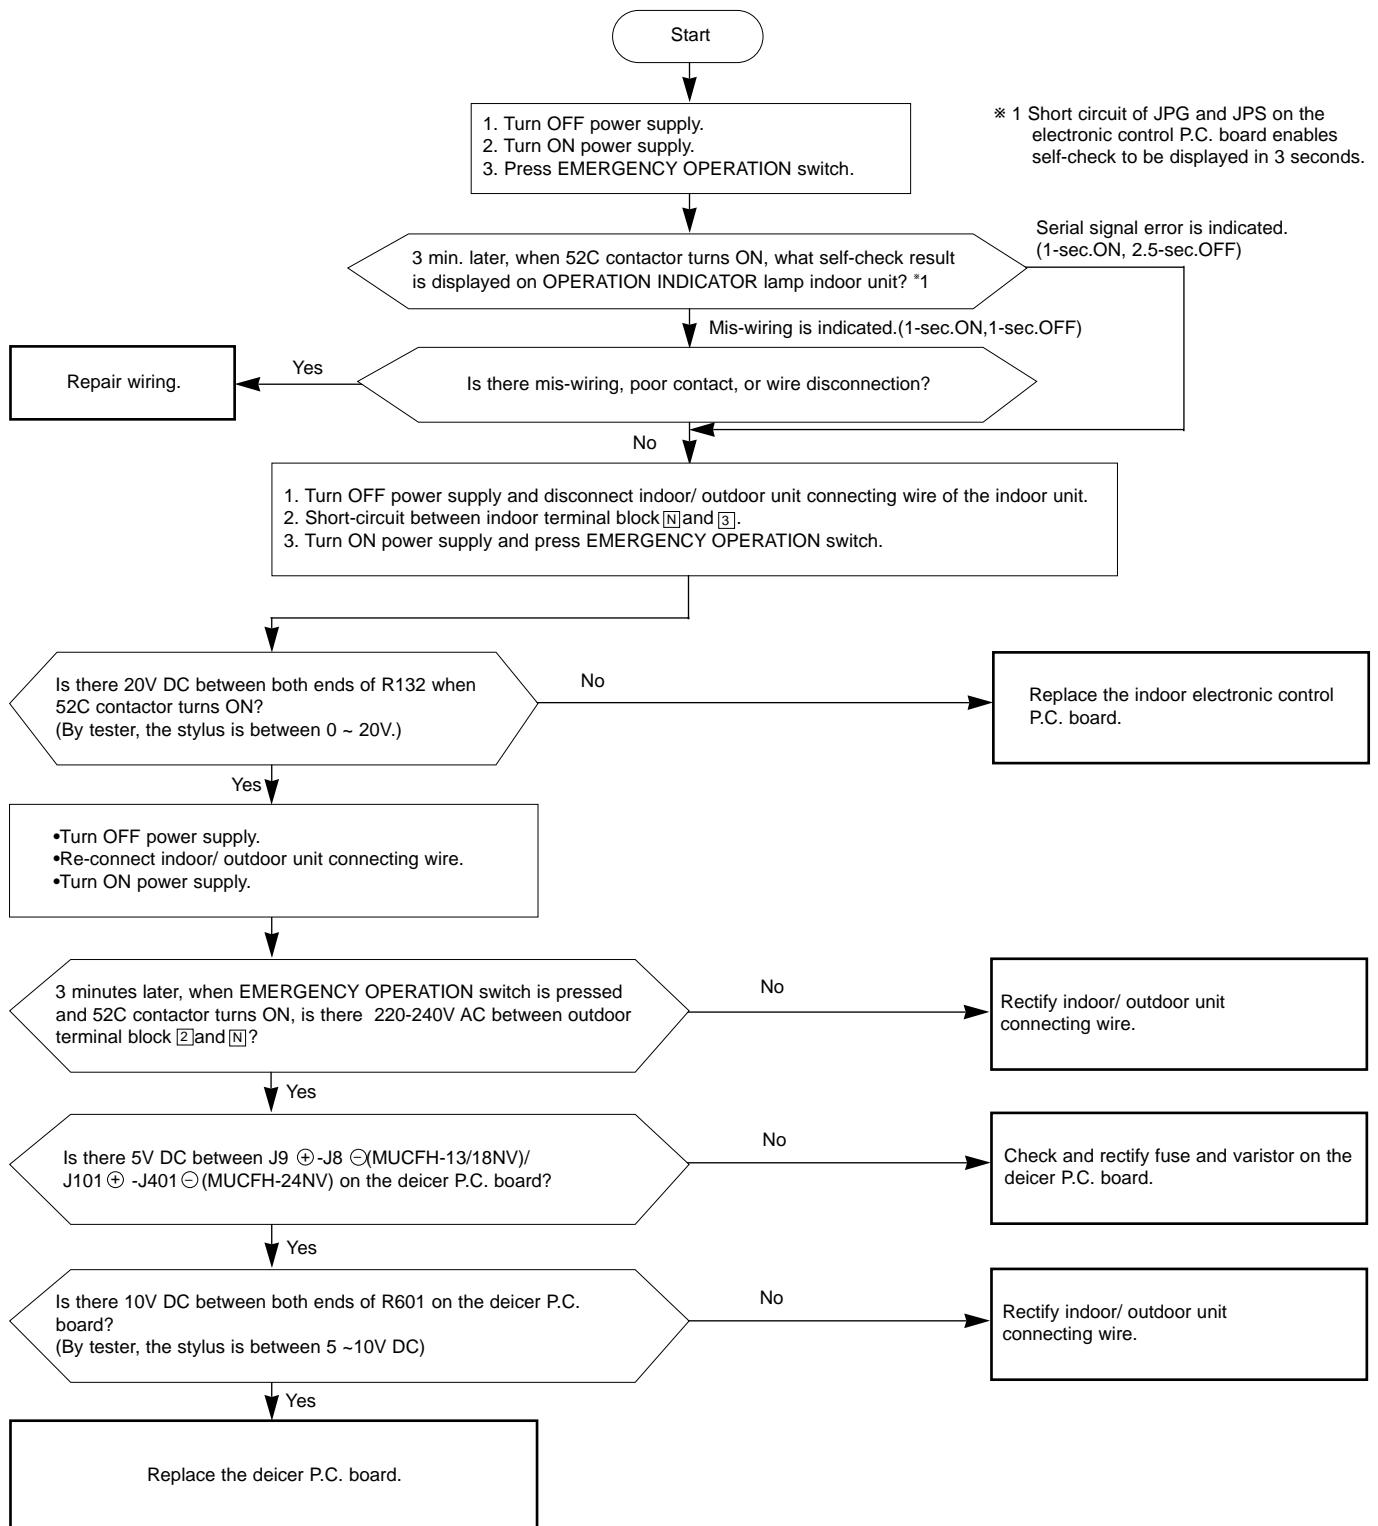 Start
1. Turn OFF power supply.
2. Turn ON power supply.
3. Press EMERGENCY OPERATION switch.
※ 1 Short circuit of JPG and JPS on the
electronic control P.C. board enables
self-check to be displayed in 3 seconds.
Serial signal error is indicated.
(1-sec.ON, 2.5-sec.OFF)
3 min. later, when 52C contactor turns ON, what self-check result
is displayed on OPERATION INDICATOR lamp indoor unit? ※1
Mis-wiring is indicated.(1-sec.ON,1-sec.OFF)
Repair wiring.
Yes
Is there mis-wiring, poor contact, or wire disconnection?
No
1. Turn OFF power supply and disconnect indoor/ outdoor unit connecting wire of the indoor unit.
2. Short-circuit between indoor terminal block N and 3.
3. Turn ON power supply and press EMERGENCY OPERATION switch.
Is there 20V DC between both ends of R132 when
52C contactor turns ON?
(By tester, the stylus is between 0 ~ 20V.)
No
Replace the indoor electronic control
P.C. board.
Yes
•Turn OFF power supply.
•Re-connect indoor/ outdoor unit connecting wire.
•Turn ON power supply.
3 minutes later, when EMERGENCY OPERATION switch is pressed
and 52C contactor turns ON, is there 220-240V AC between outdoor
terminal block 2 and N ?
No
Rectify indoor/ outdoor unit
connecting wire.
Yes
Is there 5V DC between J9 ⊕-J8 ⊖(MUCFH-13/18NV)/
J101 ⊕ -J401 ⊖ (MUCFH-24NV) on the deicer P.C. board?
No
Check and rectify fuse and varistor on the
deicer P.C. board.
Yes
Is there 10V DC between both ends of R601 on the deicer P.C.
board?
(By tester, the stylus is between 5 ~10V DC)
No
Rectify indoor/ outdoor unit
connecting wire.
Yes
Replace the deicer P.C. board.